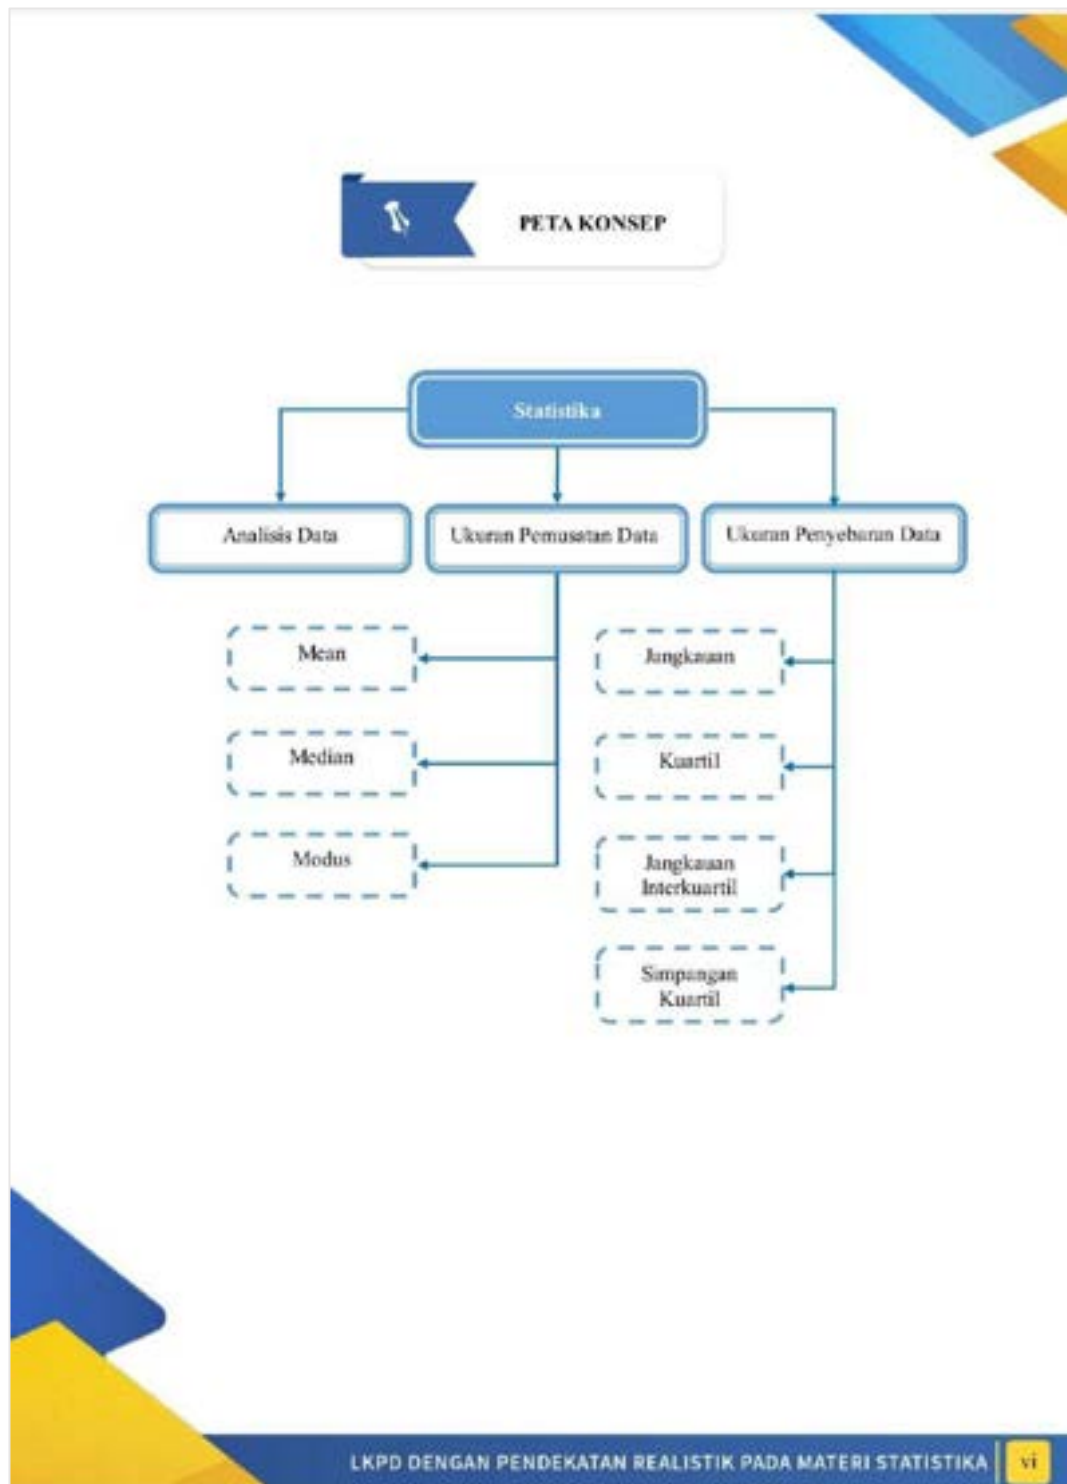 PETA KONSEP
Statistika
Analisis Data
Ukuran Pemusatan Data
Ukuran Penyebaran Data
Mean
Median
Modus
Jangkauan
Kuartil
Jangkauan
Interkuartil
Simpangan
Kuartil
LKPD DENGAN PENDEKATAN REALISTIK PADA MATERI STATISTIKA
vi